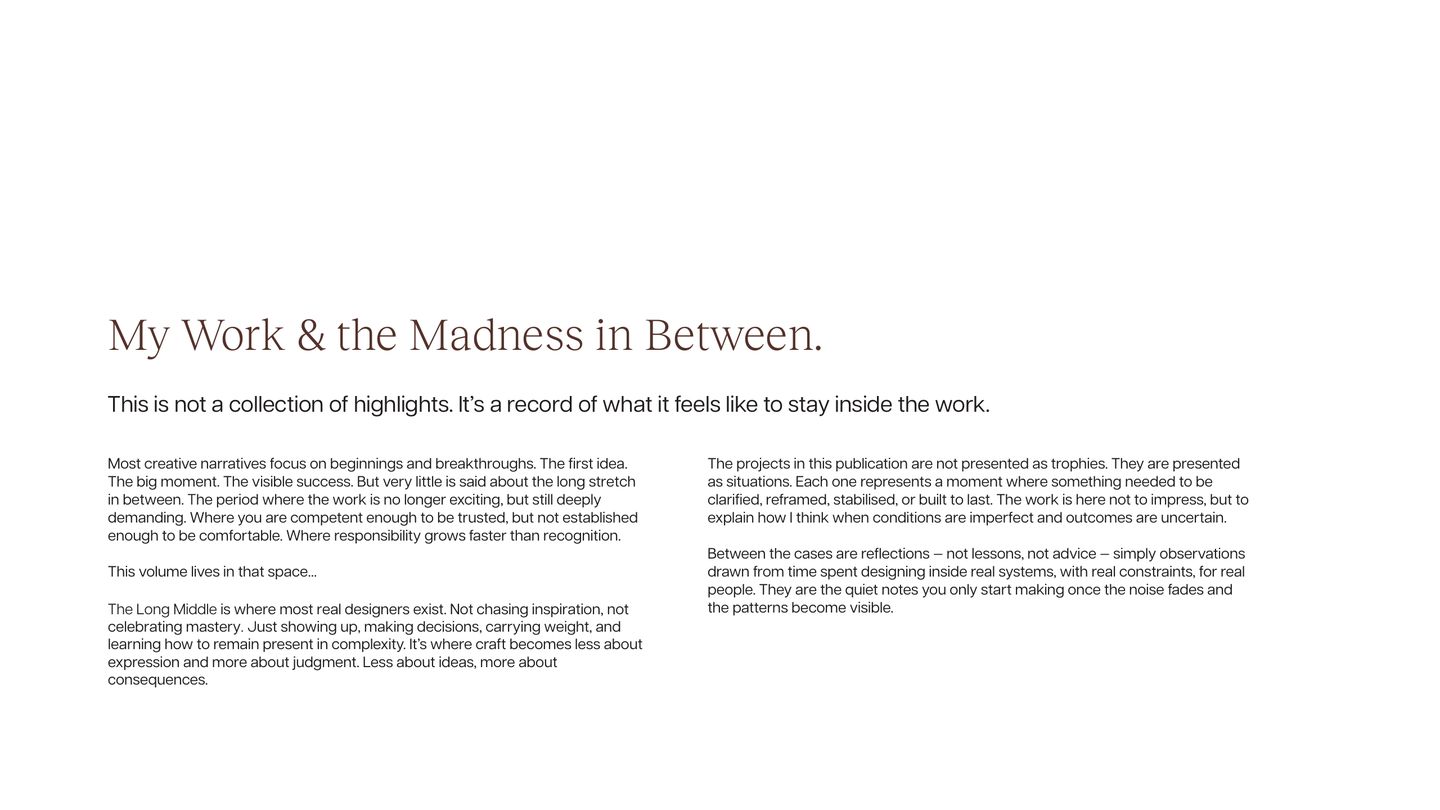 My Work & the Madness in Between.
This is not a collection of highlights. It’s a record of what it feels like to stay inside the work.
Most creative narratives focus on beginnings and breakthroughs. The first idea.
The big moment. The visible success. But very little is said about the long stretch
in between. The period where the work is no longer exciting, but still deeply
demanding. Where you are competent enough to be trusted, but not established
enough to be comfortable. Where responsibility grows faster than recognition.
This volume lives in that space...
The Long Middle is where most real designers exist. Not chasing inspiration, not
celebrating mastery. Just showing up, making decisions, carrying weight, and
learning how to remain present in complexity. It’s where craft becomes less about
expression and more about judgment. Less about ideas, more about
consequences.
The projects in this publication are not presented as trophies. They are presented
as situations. Each one represents a moment where something needed to be
clarified, reframed, stabilised, or built to last. The work is here not to impress, but to
explain how I think when conditions are imperfect and outcomes are uncertain.
Between the cases are reflections – not lessons, not advice – simply observations
drawn from time spent designing inside real systems, with real constraints, for real
people. They are the quiet notes you only start making once the noise fades and
the patterns become visible.